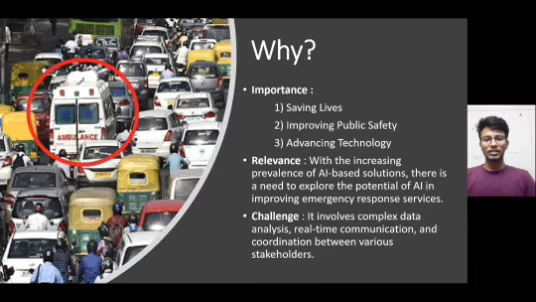 Why?
• Importance :
1) Saving Lives
2) Improving Public Safety
3) Advancing Technology
• Relevance : With the increasing
prevalence of AI-based solutions, there is
a need to explore the potential of AI in
improving emergency response services.
• Challenge : It involves complex data
analysis, real-time communication, and
coordination between various
stakeholders.
AMBULANCE